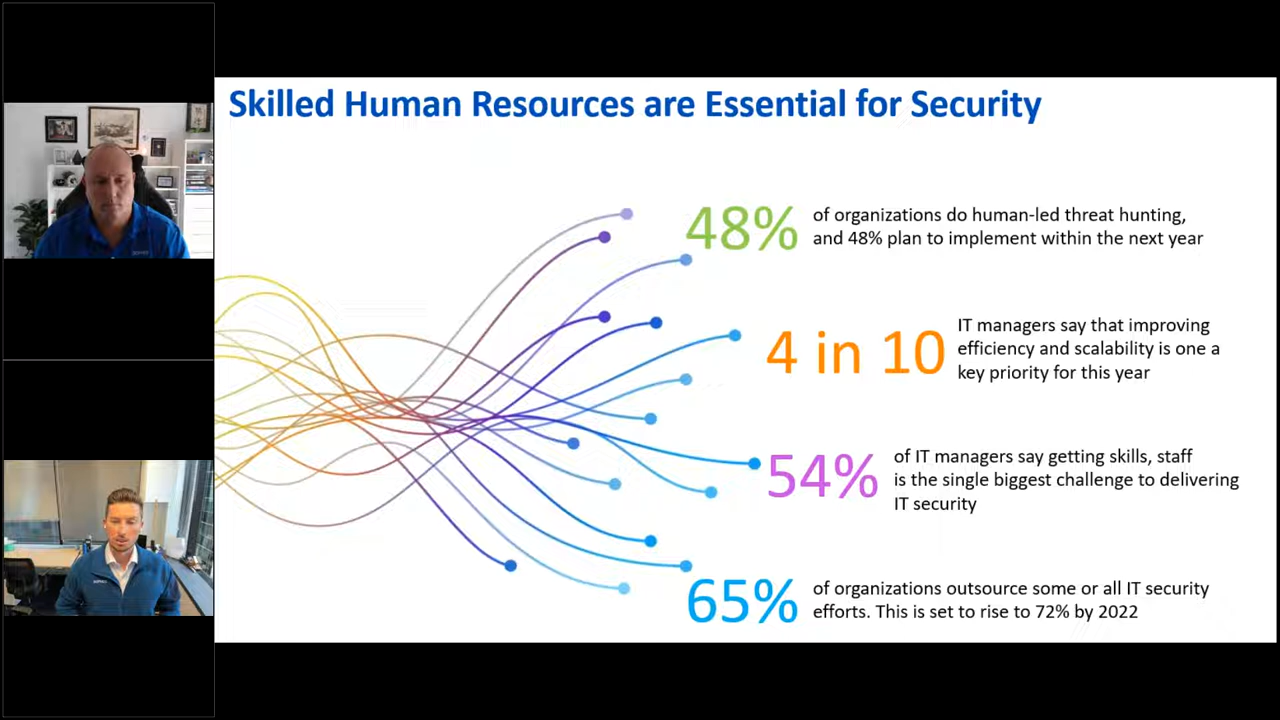 Skilled Human Resources are Essential for Security
48%
of organizations do human-led threat hunting,
and 48% plan to implement within the next year
4 in 10
IT managers say that improving
efficiency and scalability is one a
key priority for this year
54%
of IT managers say getting skills, staff
is the single biggest challenge to delivering
IT security
65%
of organizations outsource some or all IT security
efforts. This is set to rise to 72% by 2022